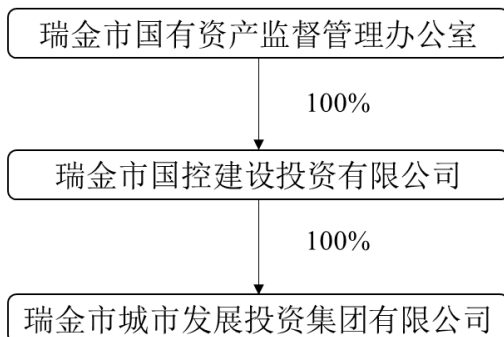 瑞金市国有资产监督管理办公室
100%
瑞金市国控建设投资有限公司
100%
瑞金市城市发展投资集团有限公司